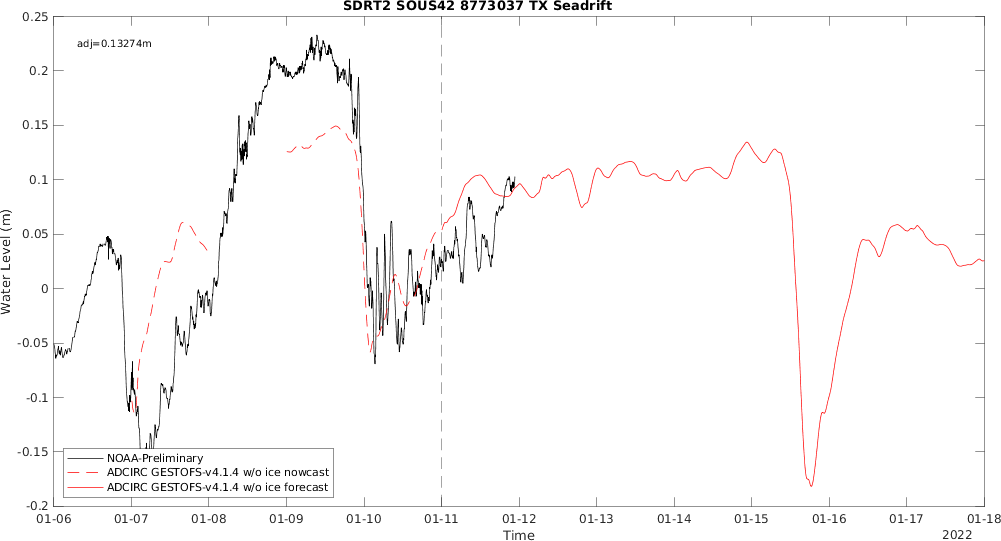 SDRT2 SOUS42 8773037 TX Seadrift
adj=0.13274m
0.25
0.2
0.15
0.1
0.05
0
-0.05
-0.1
-0.15
-0.2
Water Level (m)
NOAA-Preliminary
ADCIRC GESTOFS-v4.1.4 w/o ice nowcast
ADCIRC GESTOFS-v4.1.4 w/o ice forecast
01-06 01-07 01-08 01-09 01-10 01-11 01-12 01-13 01-14 01-15 01-16 01-17 01-18
Time
2022